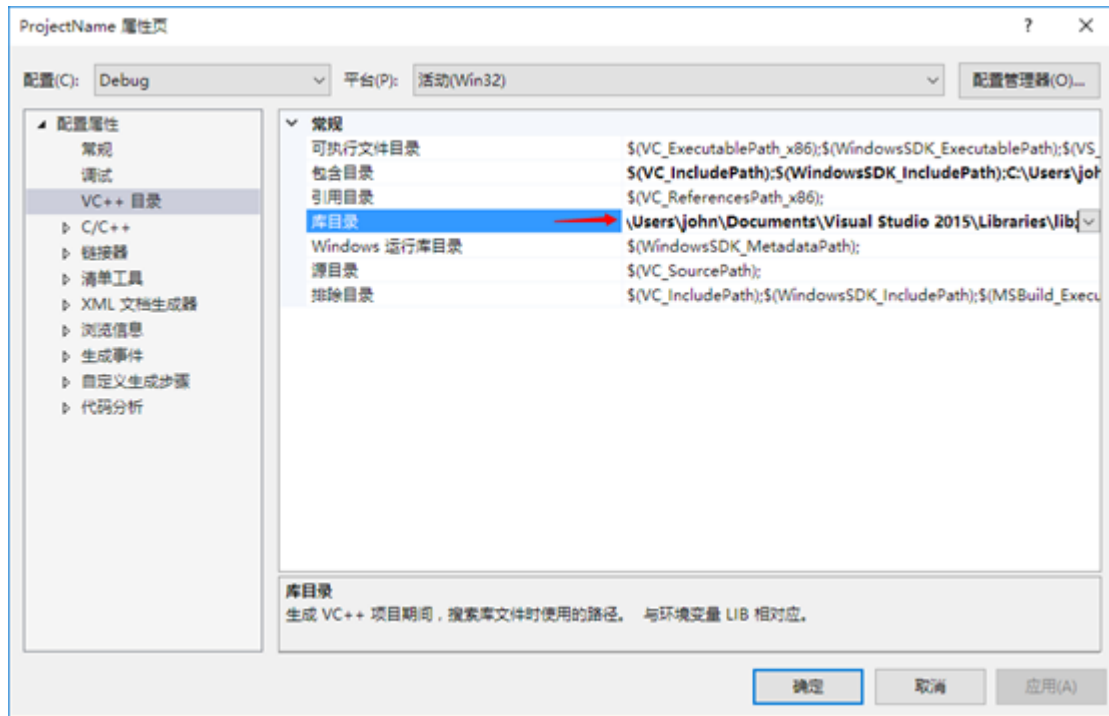 ProjectName 属性页
配置(C): Debug 平台(P): 活动(Win32) 配置管理器(O)...
配置属性
常规
调试
VC++ 目录
C/C++
链接器
清单工具
XML 文档生成器
浏览信息
生成事件
自定义生成步骤
代码分析
常规
可执行文件目录 $(VC_ExecutablePath_x86);$(WindowsSDK_ExecutablePath);$(VS_
包含目录 $(VC_IncludePath);$(WindowsSDK_IncludePath);C:\Users\joh
引用目录 $(VC_ReferencesPath_x86);
库目录 \Users\john\Documents\Visual Studio 2015\Libraries\lib;
Windows 运行库目录 $(WindowsSDK_MetadataPath);
源目录 $(VC_SourcePath);
排除目录 $(VC_IncludePath);$(WindowsSDK_IncludePath);$(MSBuild_Execu
库目录
生成 VC++ 项目期间，搜索库文件时使用的路径。 与环境变量 LIB 相对应。
确定 取消 应用(A)